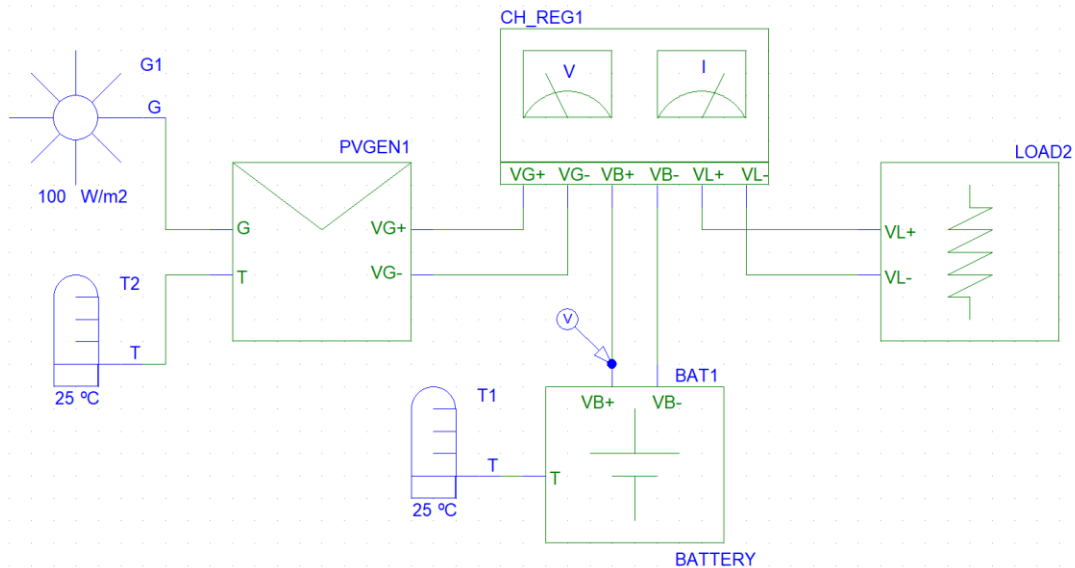 CH_REG1
G1
V
I
G
PVGEN1
LOAD2
VG+ VG- VB+ VB- VL+ VL-
100 W/m2
G
VG+
VL+
T
VG-
VL-
T2
T
V
25 ºC
BAT1
T1
VB+ VB-
T
T
25 ºC
BATTERY